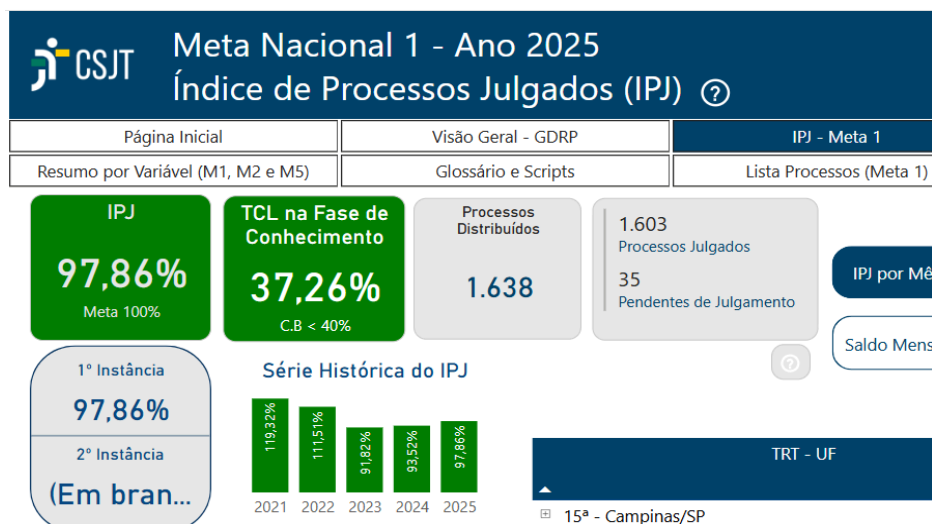 CSJT
Meta Nacional 1 - Ano 2025
Índice de Processos Julgados (IPJ) ?
Página Inicial
Visão Geral - GDRP
IPJ - Meta 1
Resumo por Variável (M1, M2 e M5)
Glossário e Scripts
Lista Processos (Meta 1)
IPJ
97,86%
Meta 100%
TCL na Fase de
Conhecimento
37,26%
C.B < 40%
Processos
Distribuídos
1.638
1.603
Processos Julgados
35
Pendentes de Julgamento
IPJ por Mê
Saldo Mens
?
1º Instância
97,86%
2º Instância
(Em bran...
Série Histórica do IPJ
119,32%
111,51%
91,82%
93,52%
97,86%
2021 2022 2023 2024 2025
TRT - UF
15ª - Campinas/SP